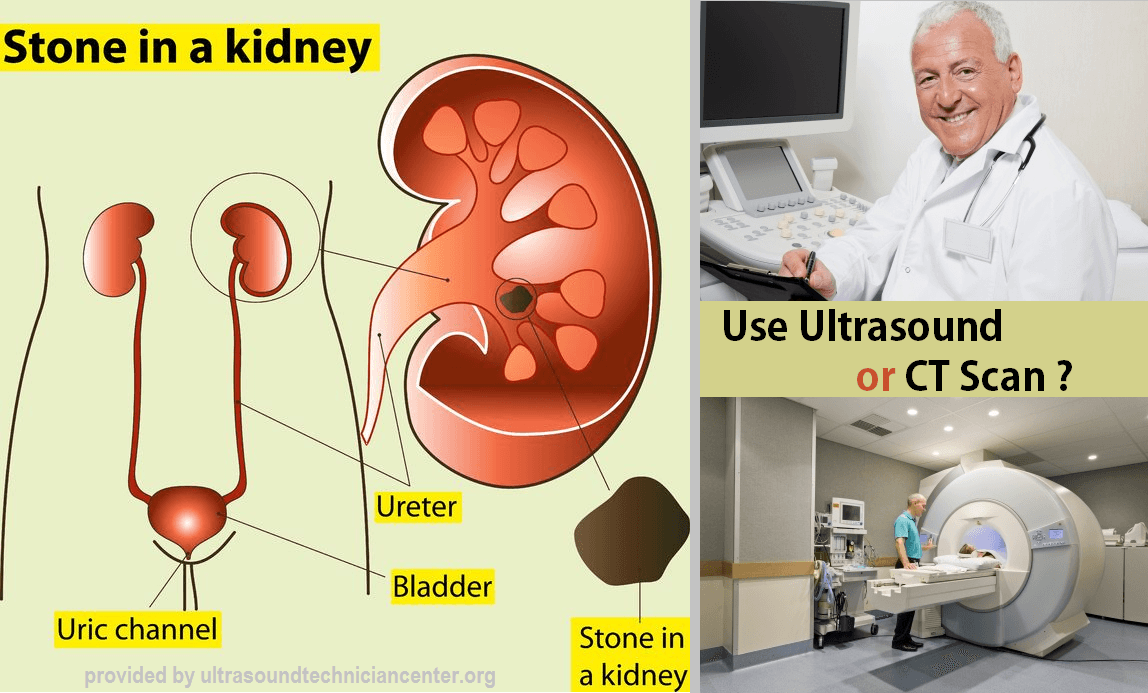 Stone in a kidney
Ureter
Bladder
Uric channel
Stone in
a kidney
provided by ultrasoundtechniciancenter.org
Use Ultrasound
or CT Scan ?